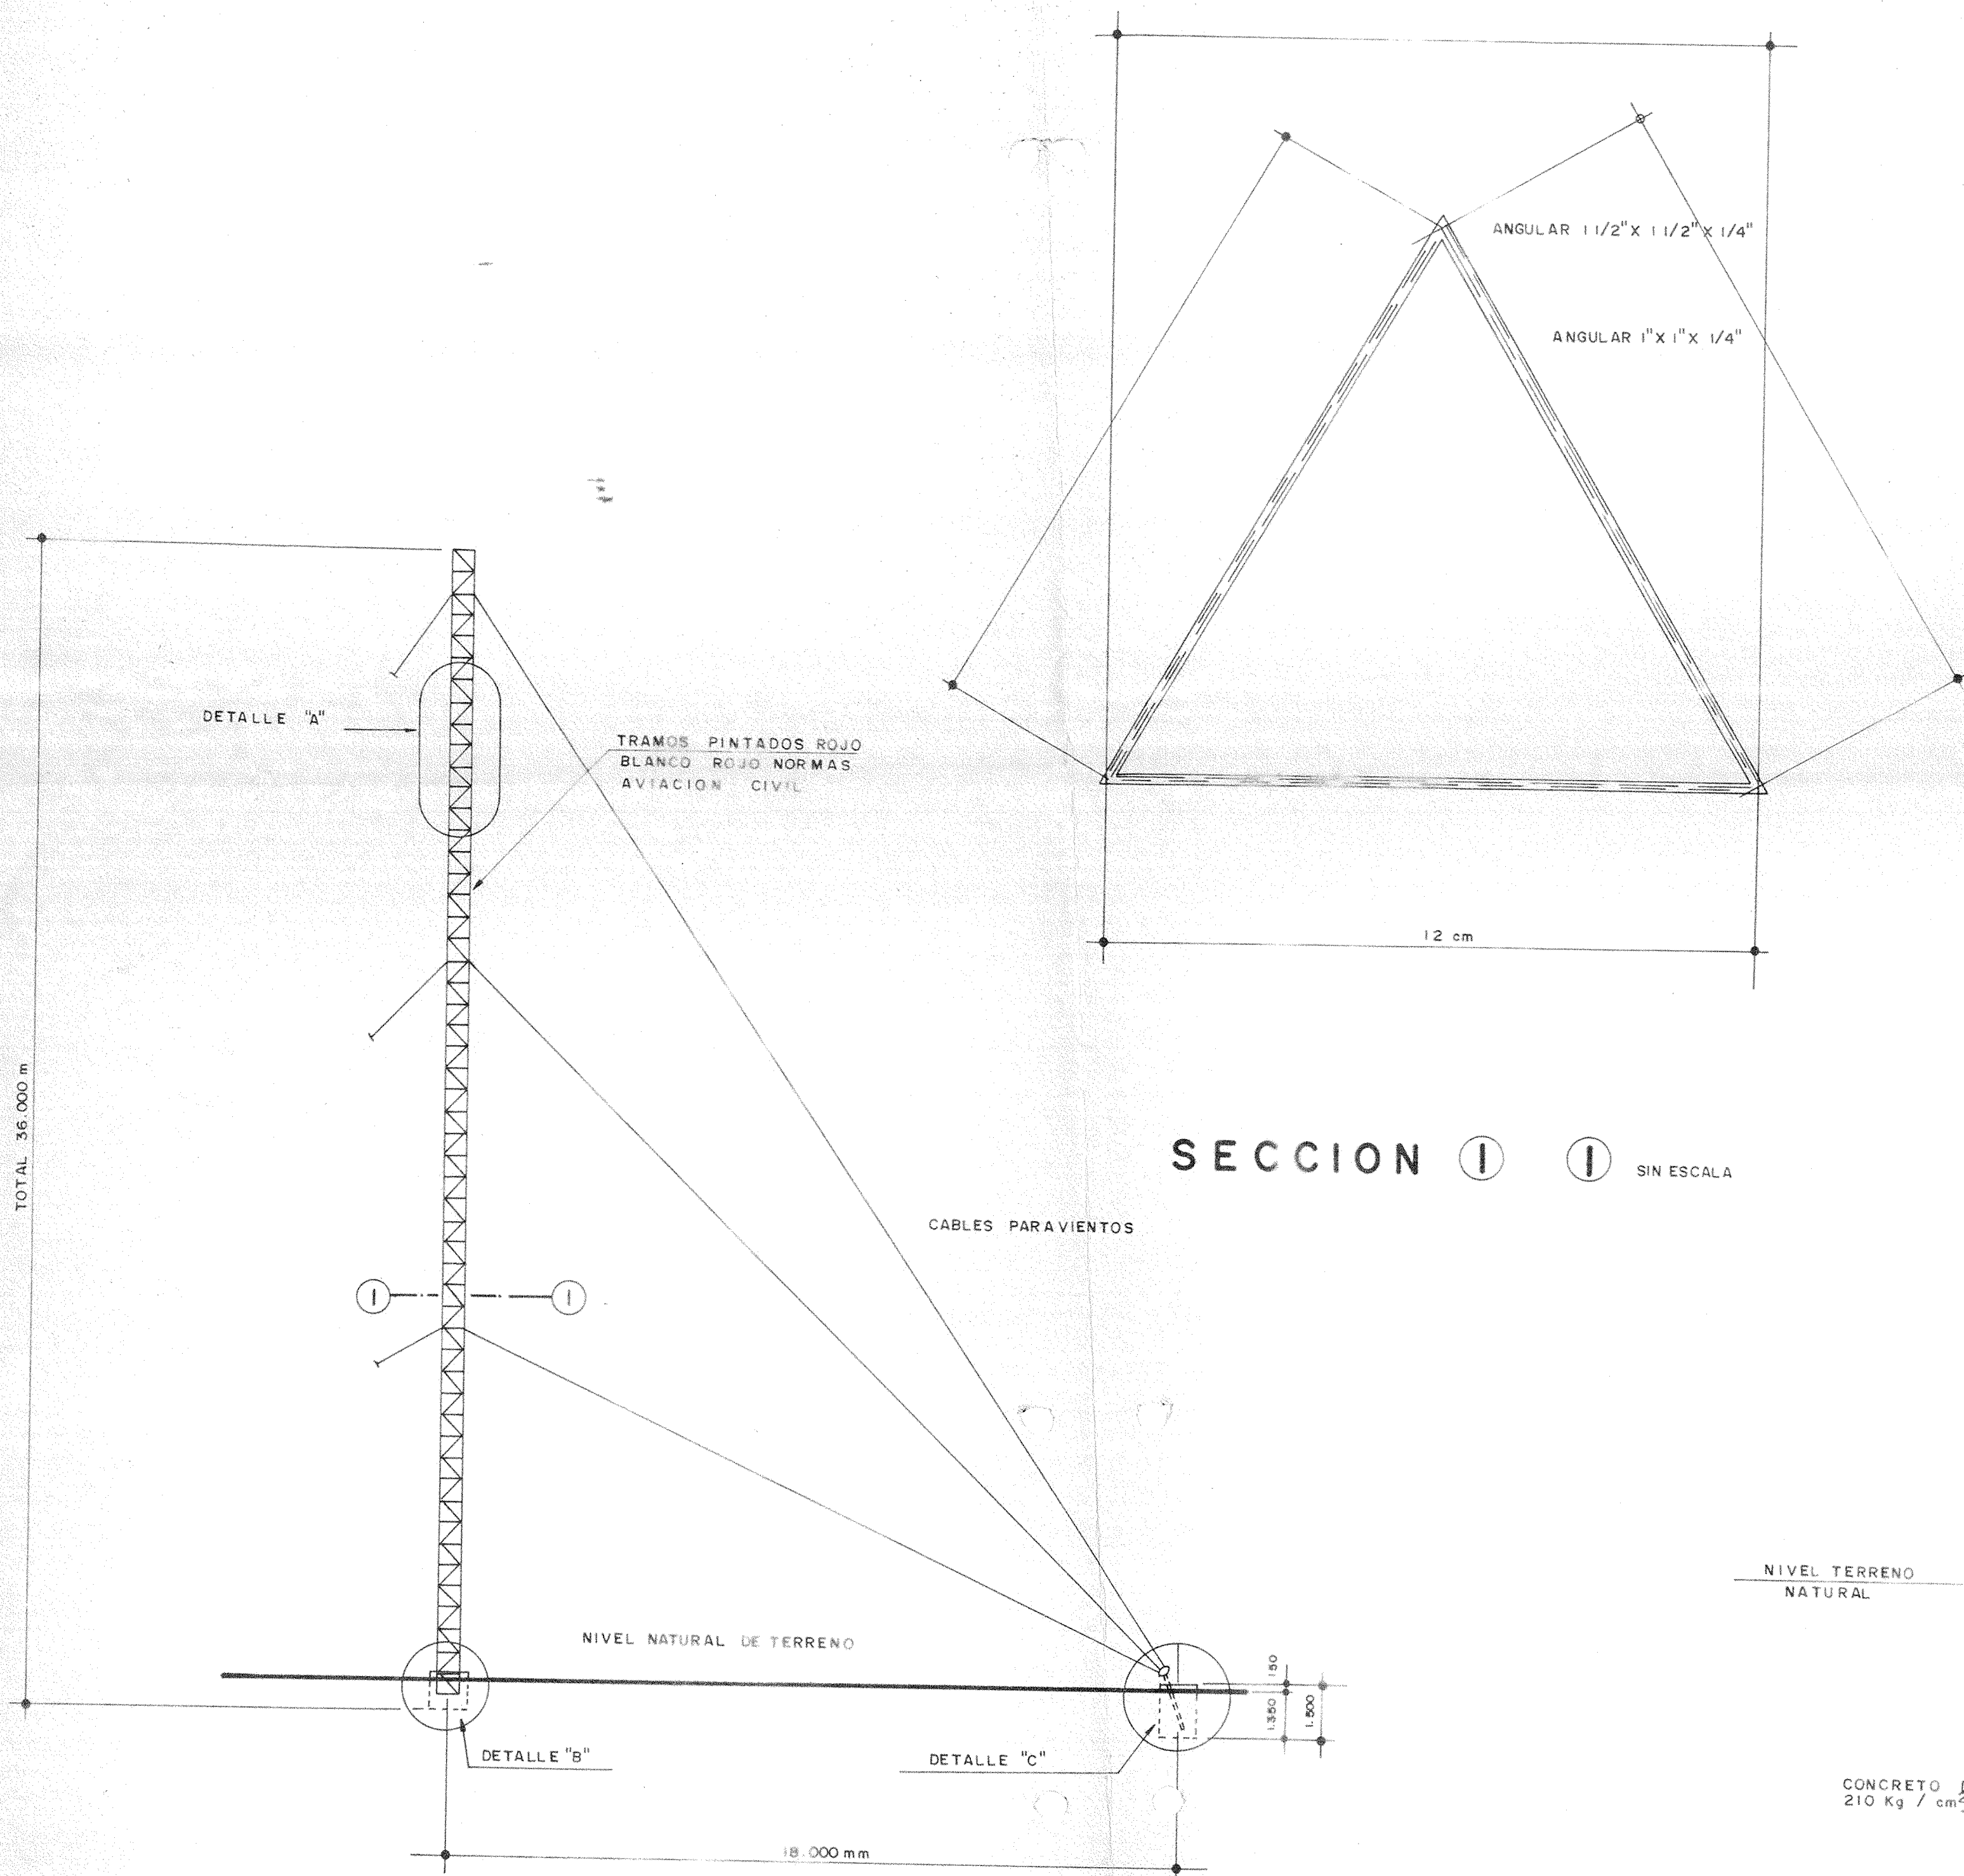 ANGULAR 1 1/2" X 1 1/2" X 1/4"
ANGULAR 1" X 1" X 1/4"
DETALLE "A"
TRAMOS PINTADOS ROJO
BLANCO ROJO NORMAS
AVIACION CIVIL
12 cm
TOTAL 36.000 m
SECCION 1 1 SIN ESCALA
CABLES PARAVIENTOS
1 1
NIVEL TERRENO
NATURAL
NIVEL NATURAL DE TERRENO
150
1.350
1.500
DETALLE "B"
DETALLE "C"
CONCRETO
210 Kg / cm²
18.000 mm